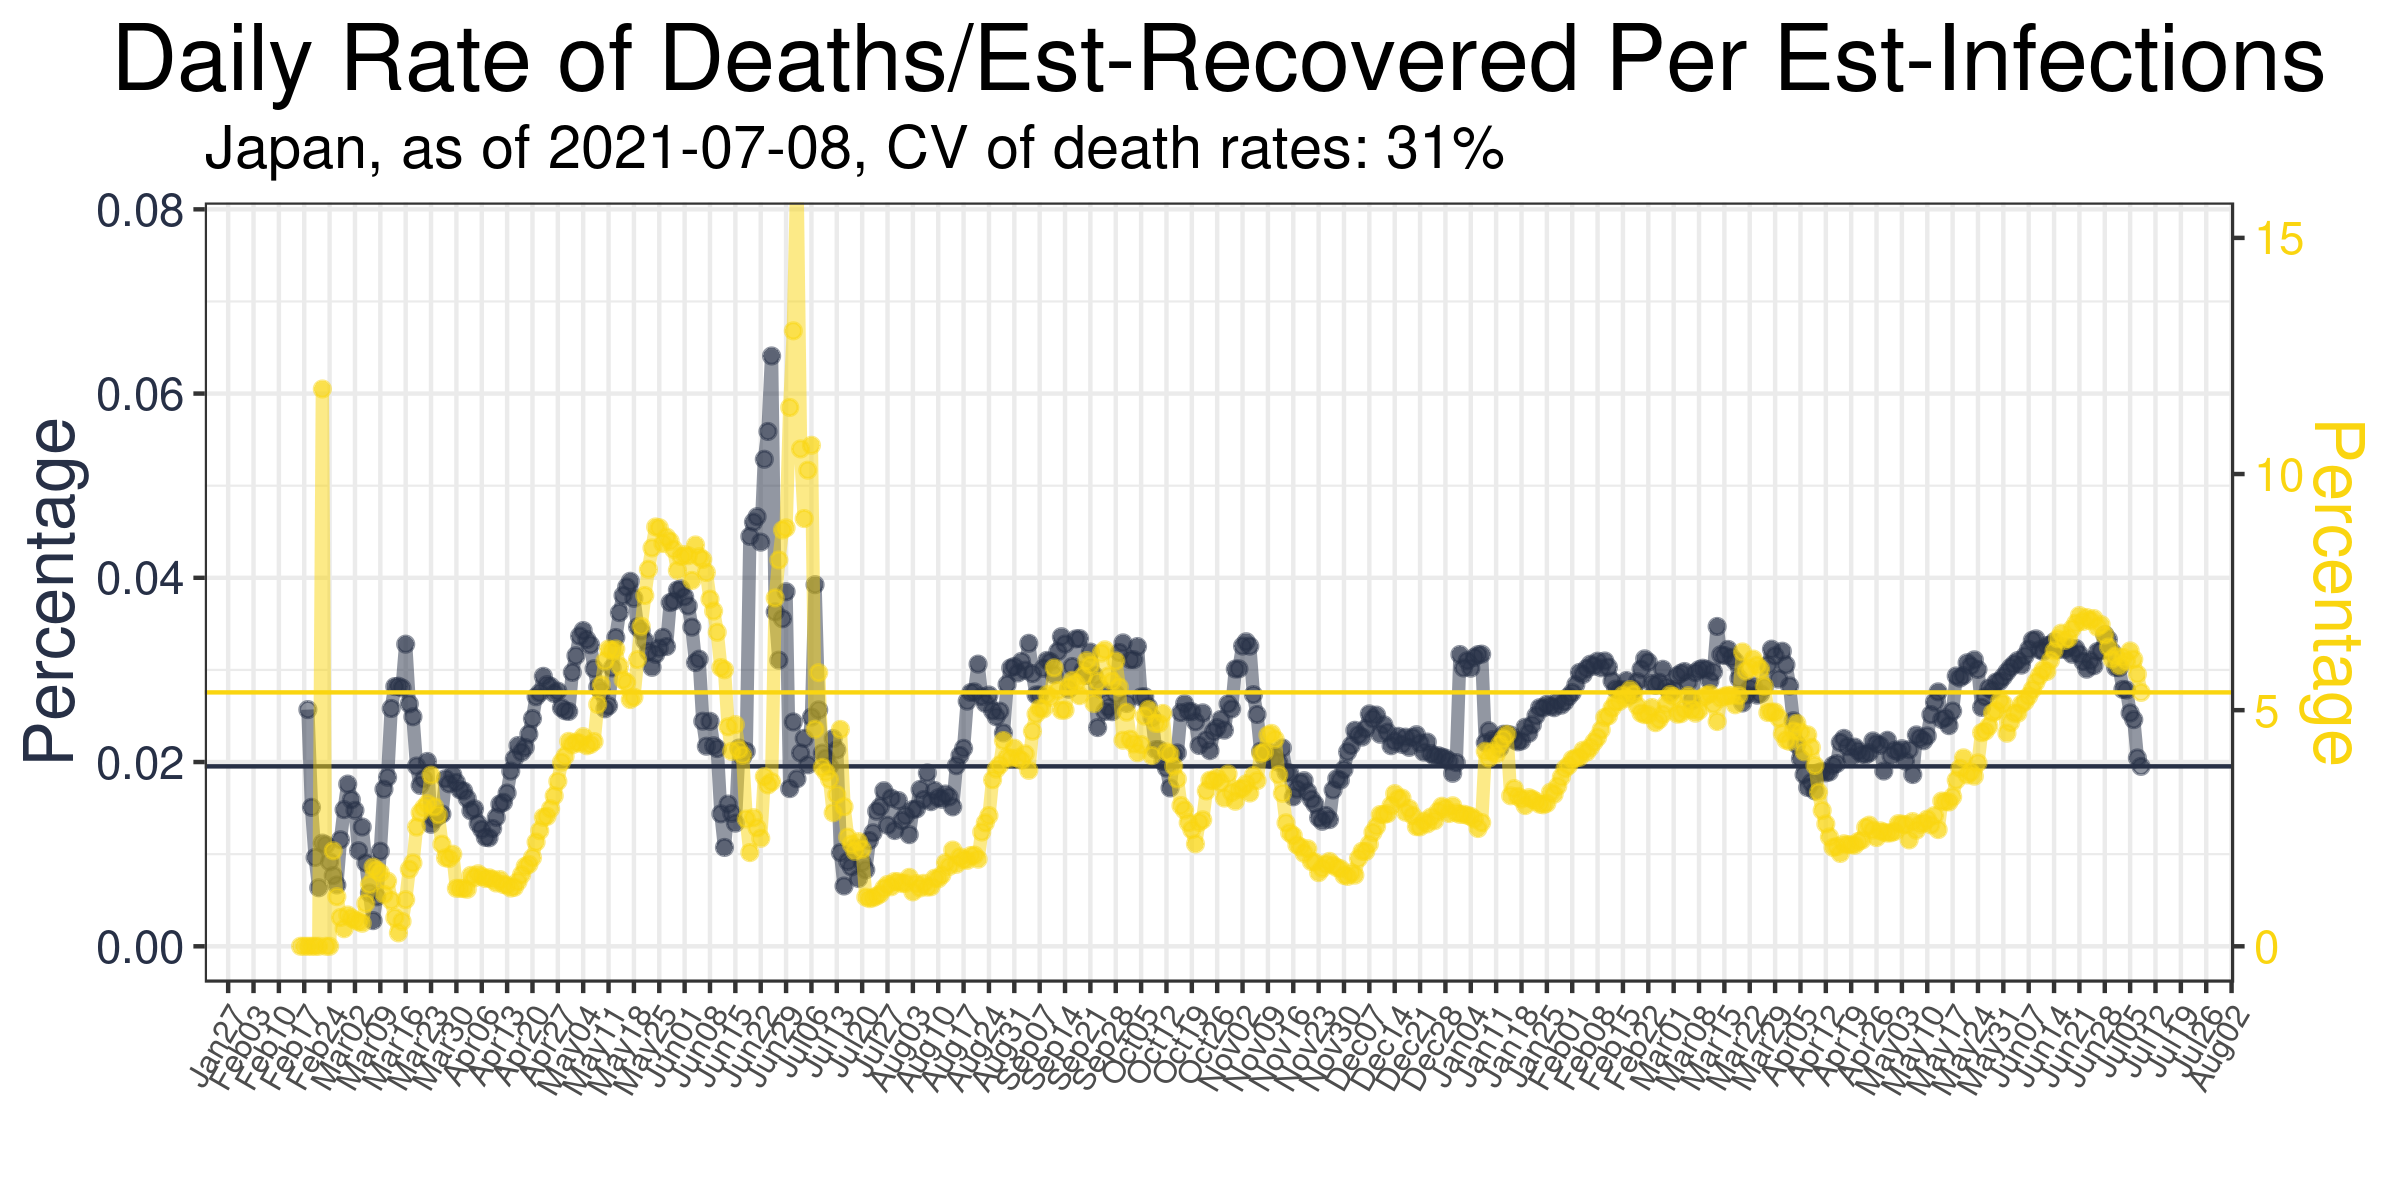 Daily Rate of Deaths/Est-Recovered Per Est-Infections
Japan, as of 2021-07-08, CV of death rates: 31%
Percentage
0.08
0.06
0.04
0.02
0.00
15
10
5
0
Percentage
Jan27
Feb03
Feb10
Feb17
Feb24
Mar02
Mar09
Mar16
Mar23
Mar30
Apr06
Apr13
Apr20
Apr27
May04
May11
May18
May25
Jun01
Jun08
Jun15
Jun22
Jun29
Jul06
Jul13
Jul20
Jul27
Aug03
Aug10
Aug17
Aug24
Aug31
Sep07
Sep14
Sep21
Sep28
Oct05
Oct12
Oct19
Oct26
Nov02
Nov09
Nov16
Nov23
Nov30
Dec07
Dec14
Dec21
Dec28
Jan04
Jan11
Jan18
Jan25
Feb01
Feb08
Feb15
Feb22
Mar01
Mar08
Mar15
Mar22
Mar29
Apr05
Apr12
Apr19
Apr26
May03
May10
May17
May24
May31
Jun07
Jun14
Jun21
Jun28
Jul05
Jul12
Jul19
Jul26
Aug02